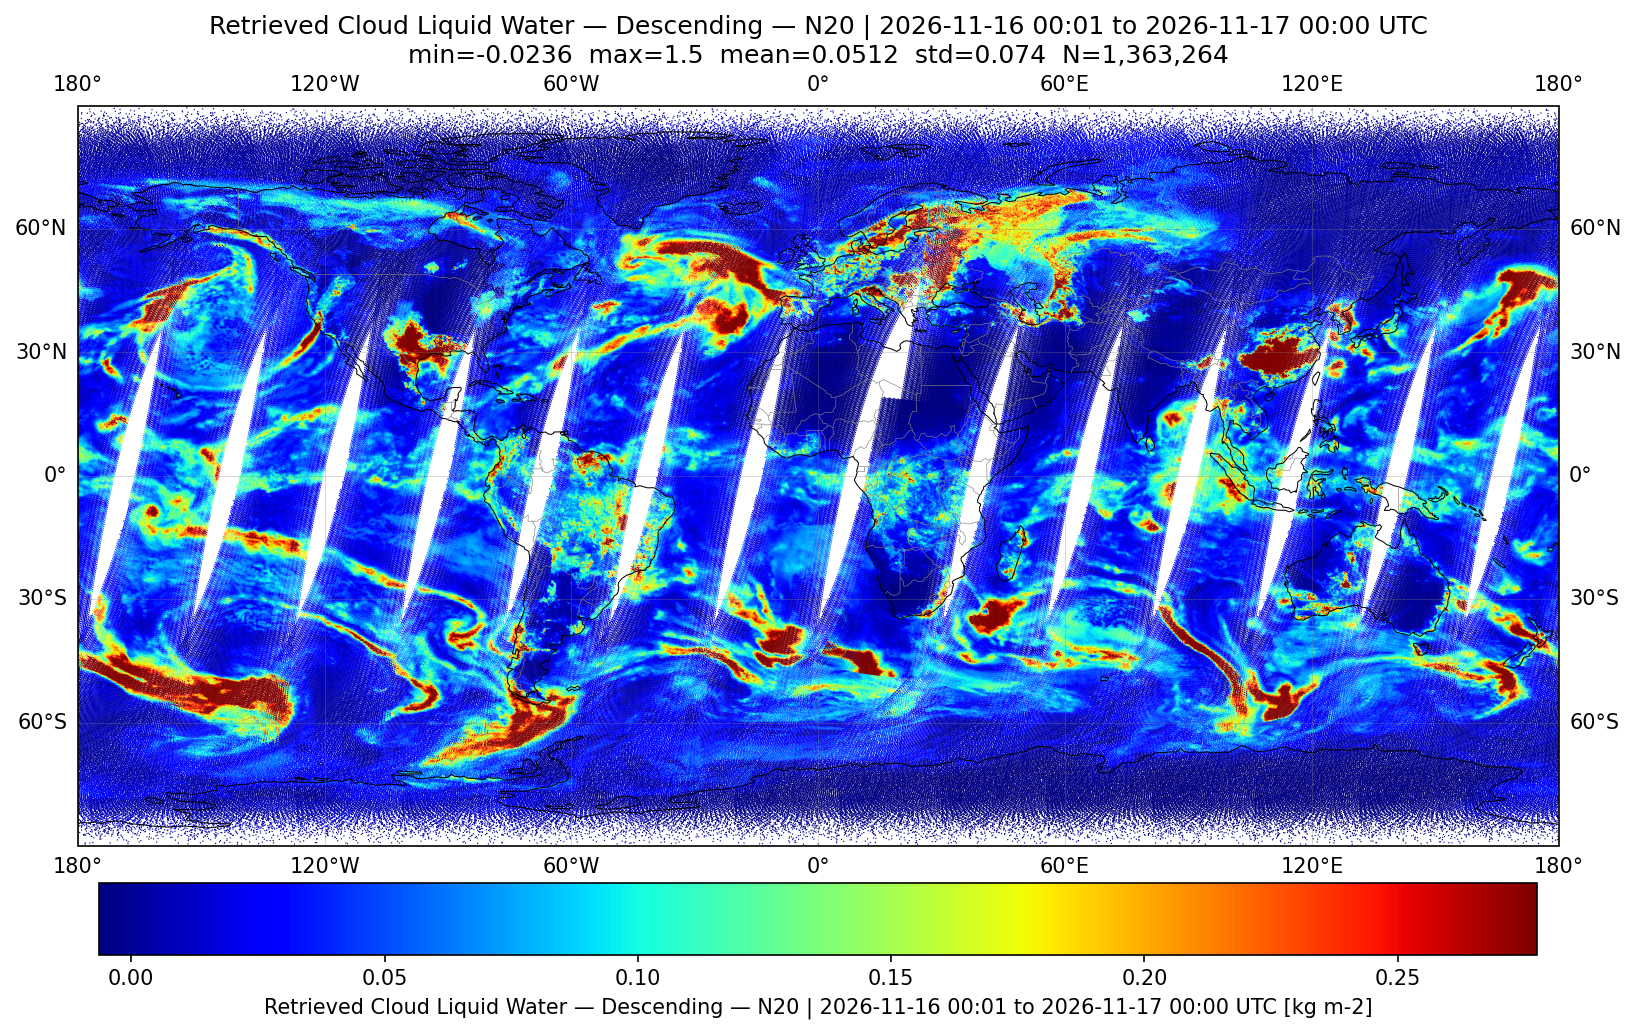 Retrieved Cloud Liquid Water — Descending — N20 | 2026-11-16 00:01 to 2026-11-17 00:00 UTC
min=-0.0236 max=1.5 mean=0.0512 std=0.074 N=1,363,264
180° 120°W 60°W 0° 60°E 120°E 180°
60°N 60°N
30°N 30°N
0° 0°
30°S 30°S
60°S 60°S
180° 120°W 60°W 0° 60°E 120°E 180°
0.00 0.05 0.10 0.15 0.20 0.25
Retrieved Cloud Liquid Water — Descending — N20 | 2026-11-16 00:01 to 2026-11-17 00:00 UTC [kg m-2]